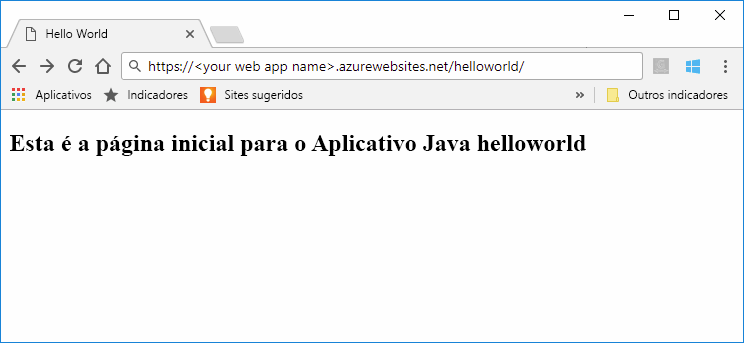 Hello World
https://<your web app name>.azurewebsites.net/helloworld/
Aplicativos Indicadores Sites sugeridos » Outros indicadores
Esta é a página inicial para o Aplicativo Java helloworld